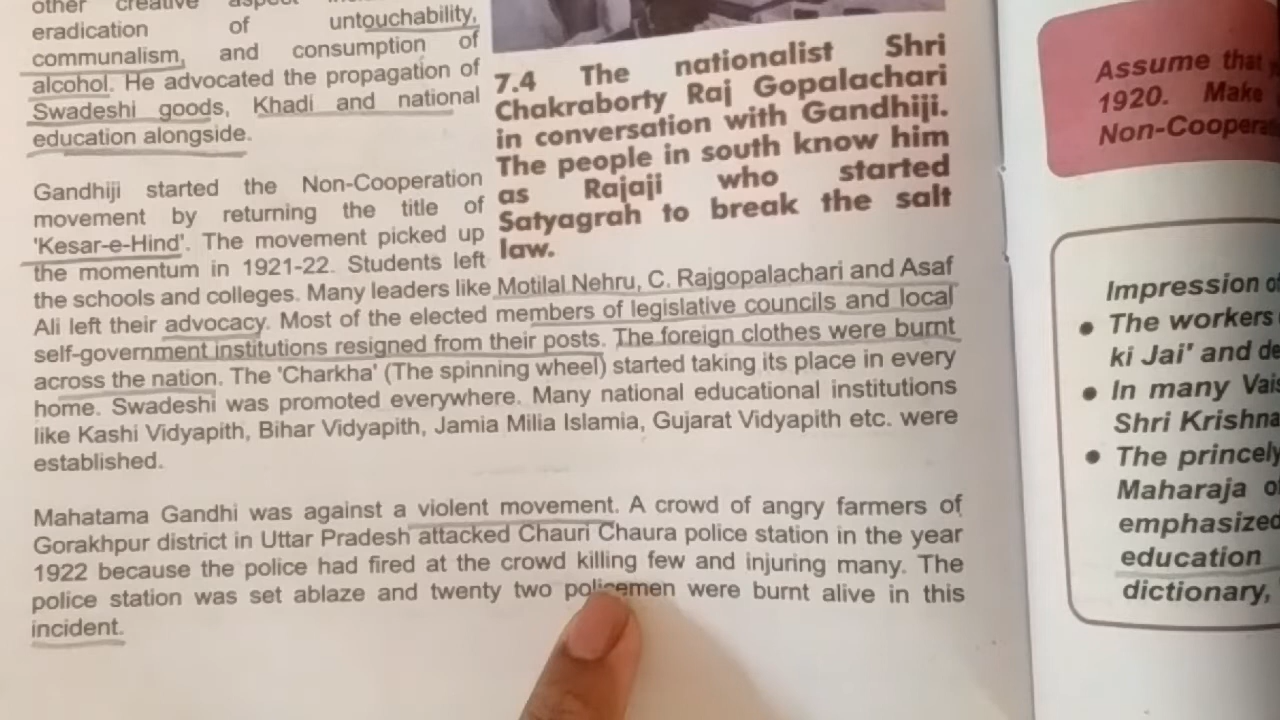 other creative aspect
eradication of untouchability,
communalism, and consumption of
alcohol. He advocated the propagation of
Swadeshi goods, Khadi and national
education alongside.
Gandhiji started the Non-Cooperation
movement by returning the title of
'Kesar-e-Hind'. The movement picked up
the momentum in 1921-22. Students left
7.4 The nationalist Shri
Chakraborty Raj Gopalachari
in conversation with Gandhiji.
The people in south know him
as Rajaji who started
Satyagrah to break the salt
law.
the schools and colleges. Many leaders like Motilal Nehru, C. Rajgopalachari and Asaf
Ali left their advocacy. Most of the elected members of legislative councils and local
self-government institutions resigned from their posts. The foreign clothes were burnt
across the nation. The 'Charkha' (The spinning wheel) started taking its place in every
home. Swadeshi was promoted everywhere. Many national educational institutions
like Kashi Vidyapith, Bihar Vidyapith, Jamia Milia Islamia, Gujarat Vidyapith etc. were
established.
Mahatama Gandhi was against a violent movement. A crowd of angry farmers of
Gorakhpur district in Uttar Pradesh attacked Chauri Chaura police station in the year
1922 because the police had fired at the crowd killing few and injuring many. The
police station was set ablaze and twenty two policemen were burnt alive in this
incident.
Assume that
1920. Make
Impression of
• The workers
ki Jai' and
• In many
Shri Krishna
• The princely
Maharaja
emphasized
education
dictionary,